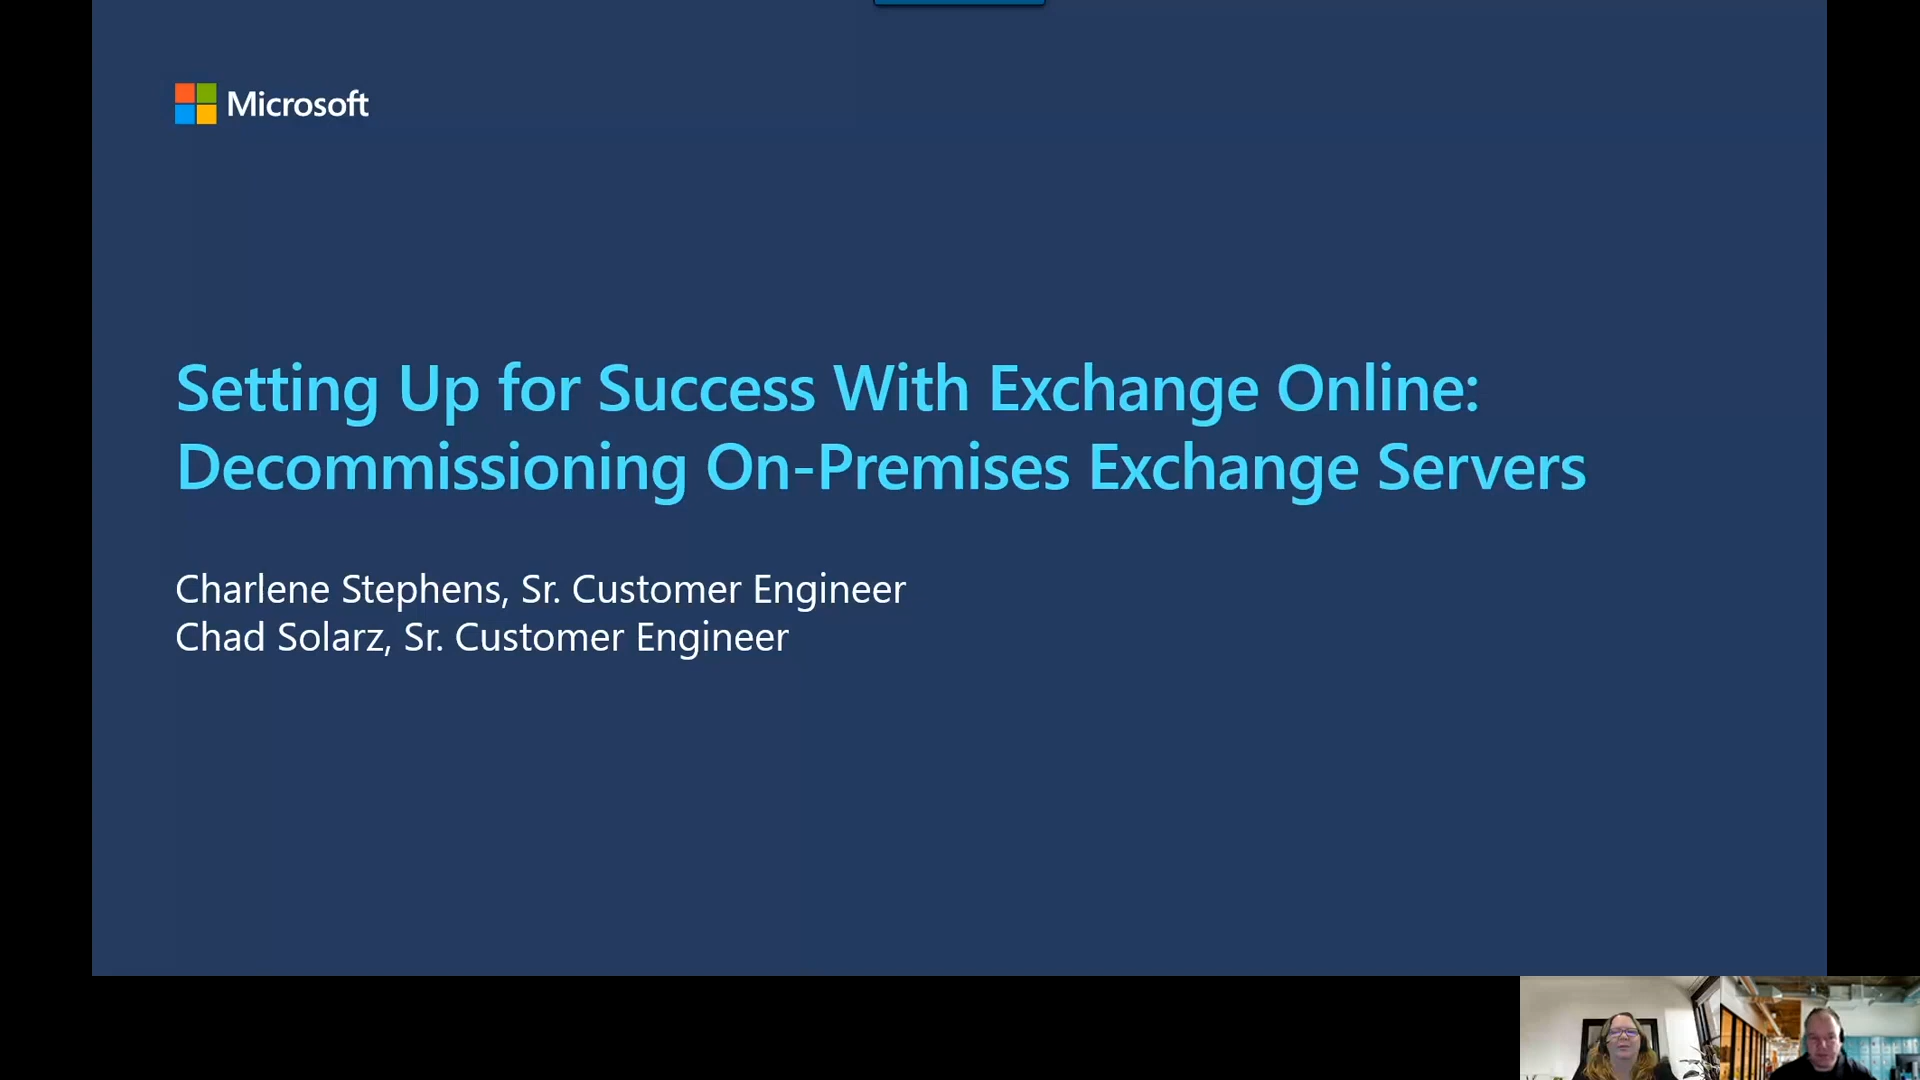 Microsoft
Setting Up for Success With Exchange Online:
Decommissioning On-Premises Exchange Servers
Charlene Stephens, Sr. Customer Engineer
Chad Solarz, Sr. Customer Engineer